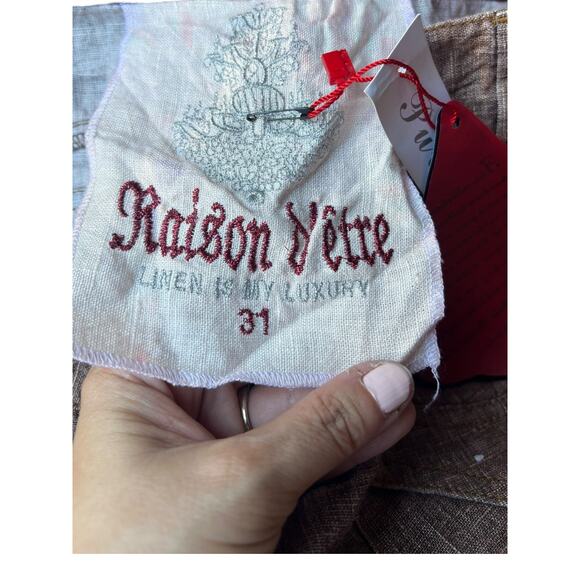 Raison D'être
LINEN IS MY LUXURY
31